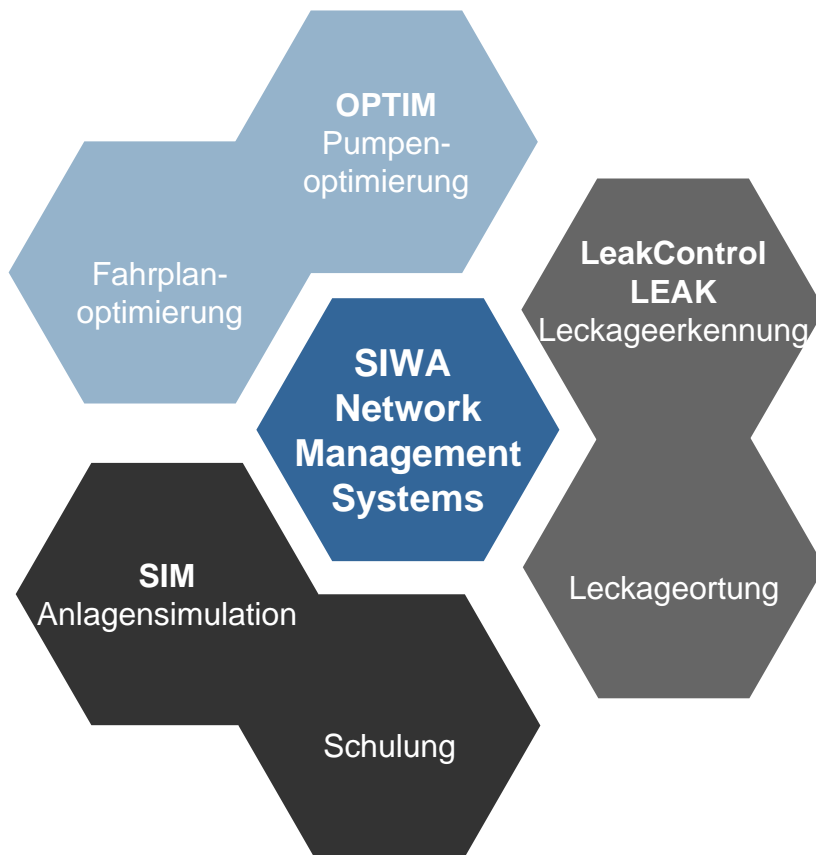 OPTIM
Pumpen-
optimierung
Fahrplan-
optimierung
LeakControl
LEAK
Leckageerkennung
SIWA
Network
Management
Systems
SIM
Anlagensimulation
Leckageortung
Schulung